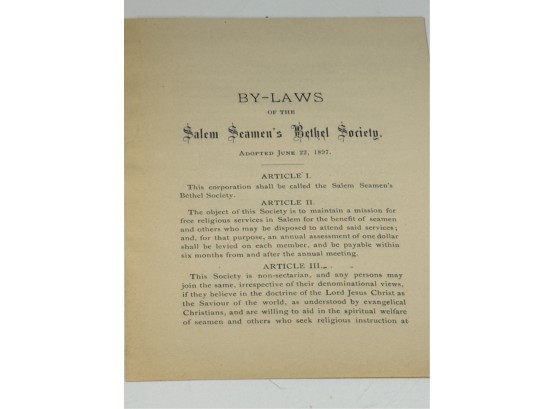 BY-LAWS
OF THE
Salem Seamen's Bethel Society.
ADOPTED JUNE 22, 1897.
ARTICLE I.
This corporation shall be called the Salem Seamen's
Bethel Society.
ARTICLE II.
The object of this Society is to maintain a mission for
free religious services in Salem for the benefit of seamen
and others who may be disposed to attend said services;
and, for that purpose, an annual assessment of one dollar
shall be levied on each member, and be payable within
six months from and after the annual meeting.
ARTICLE III.
This Society is non-sectarian, and any persons may
join the same, irrespective of their denominational views,
if they believe in the doctrine of the Lord Jesus Christ as
the Saviour of the world, as understood by evangelical
Christians, and are willing to aid in the spiritual welfare
of seamen and others who seek religious instruction at